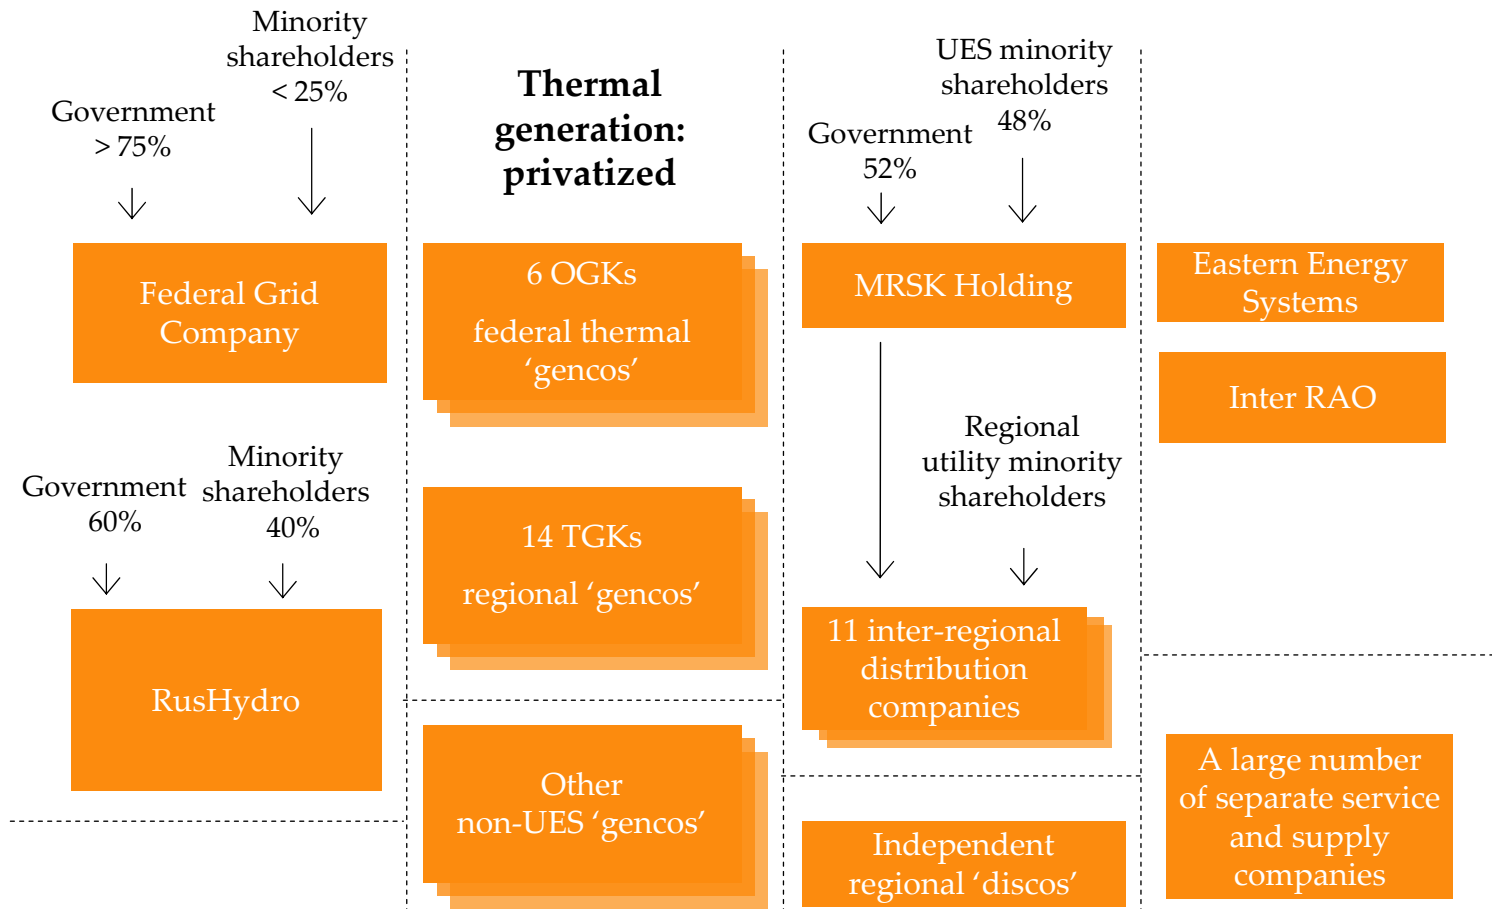 Minority
shareholders
< 25%
Government
> 75%
Federal Grid
Company
Government
60%
Minority
shareholders
40%
RusHydro
Thermal
generation:
privatized
6 OGKs
federal thermal
‘gencos’
14 TGKs
regional ‘gencos’
Other
non-UES ‘gencos’
UES minority
shareholders
48%
Government
52%
MRSK Holding
Regional
utility minority
shareholders
11 inter-regional
distribution
companies
Independent
regional ‘discos’
Eastern Energy
Systems
Inter RAO
A large number
of separate service
and supply
companies